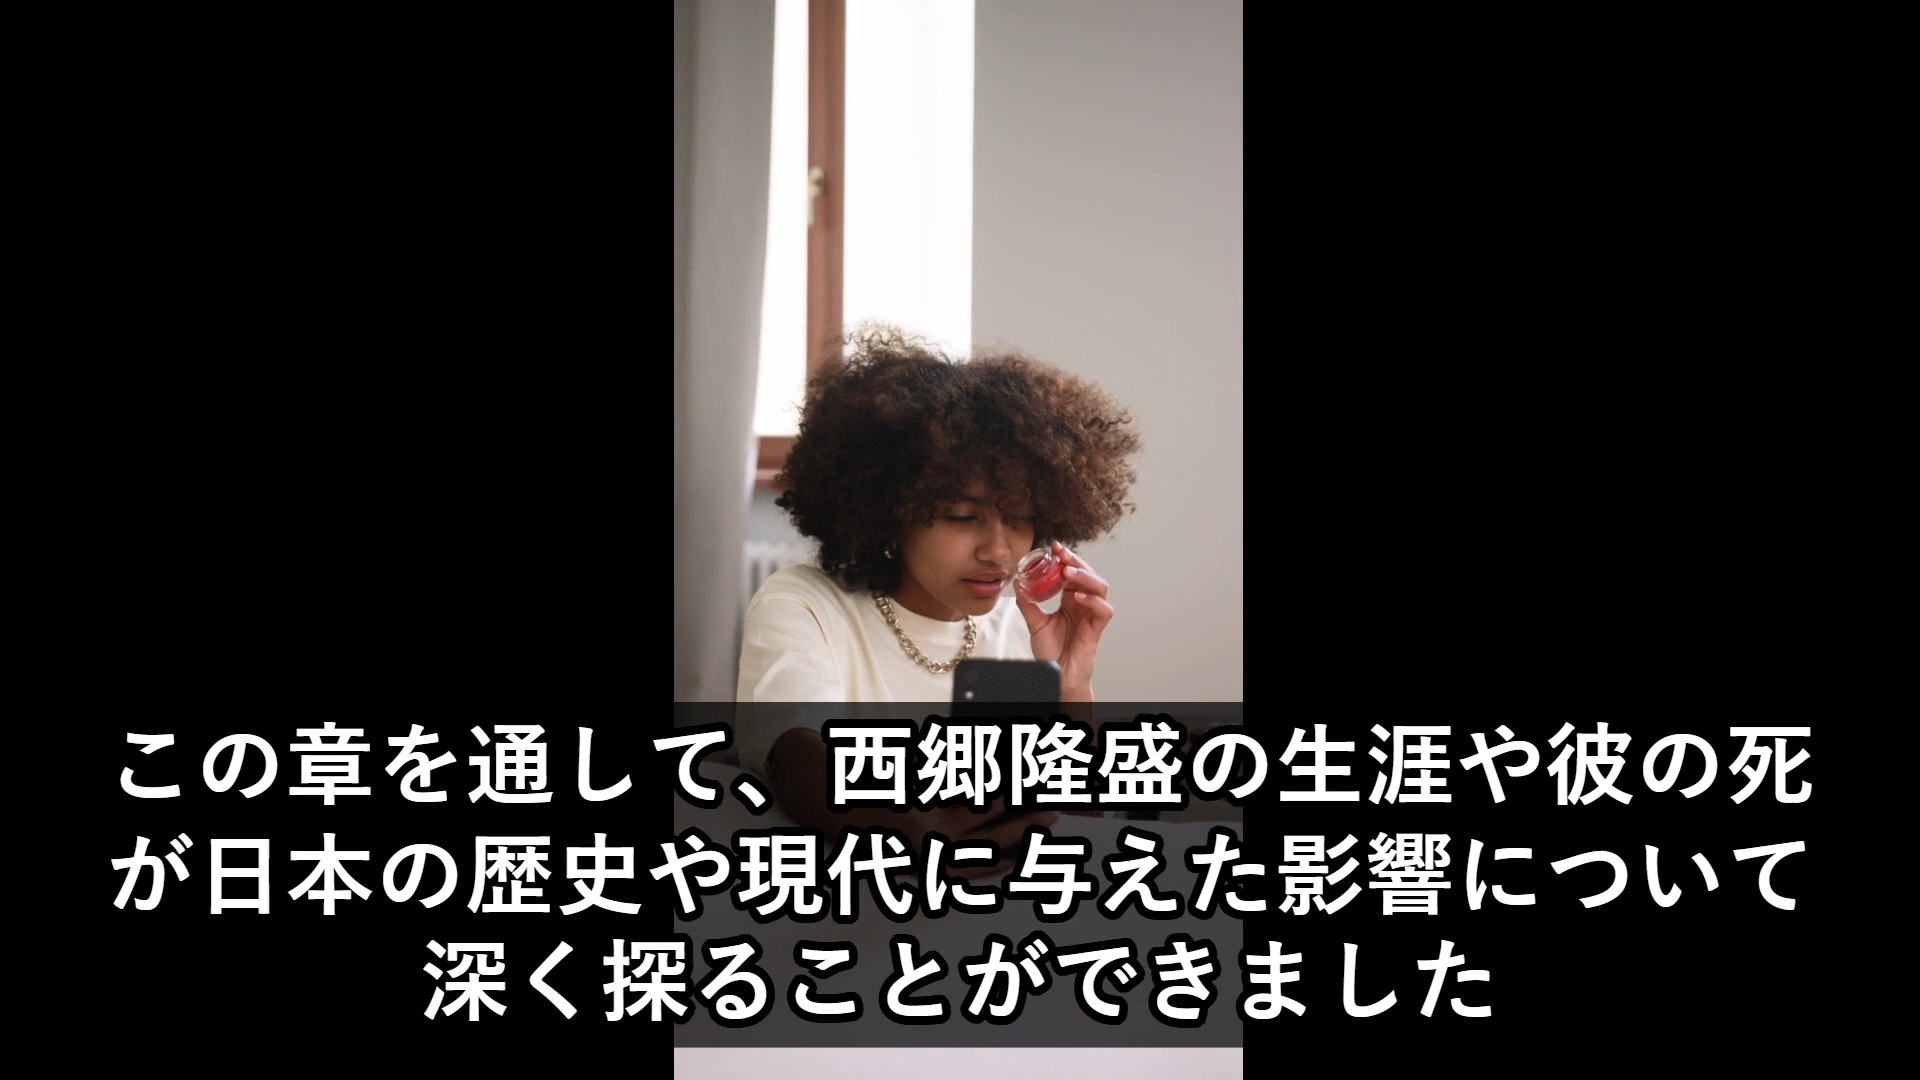 この章を通して、西郷隆盛の生涯や彼の死
が日本の歴史や現代に与えた影響について
深く探ることができました